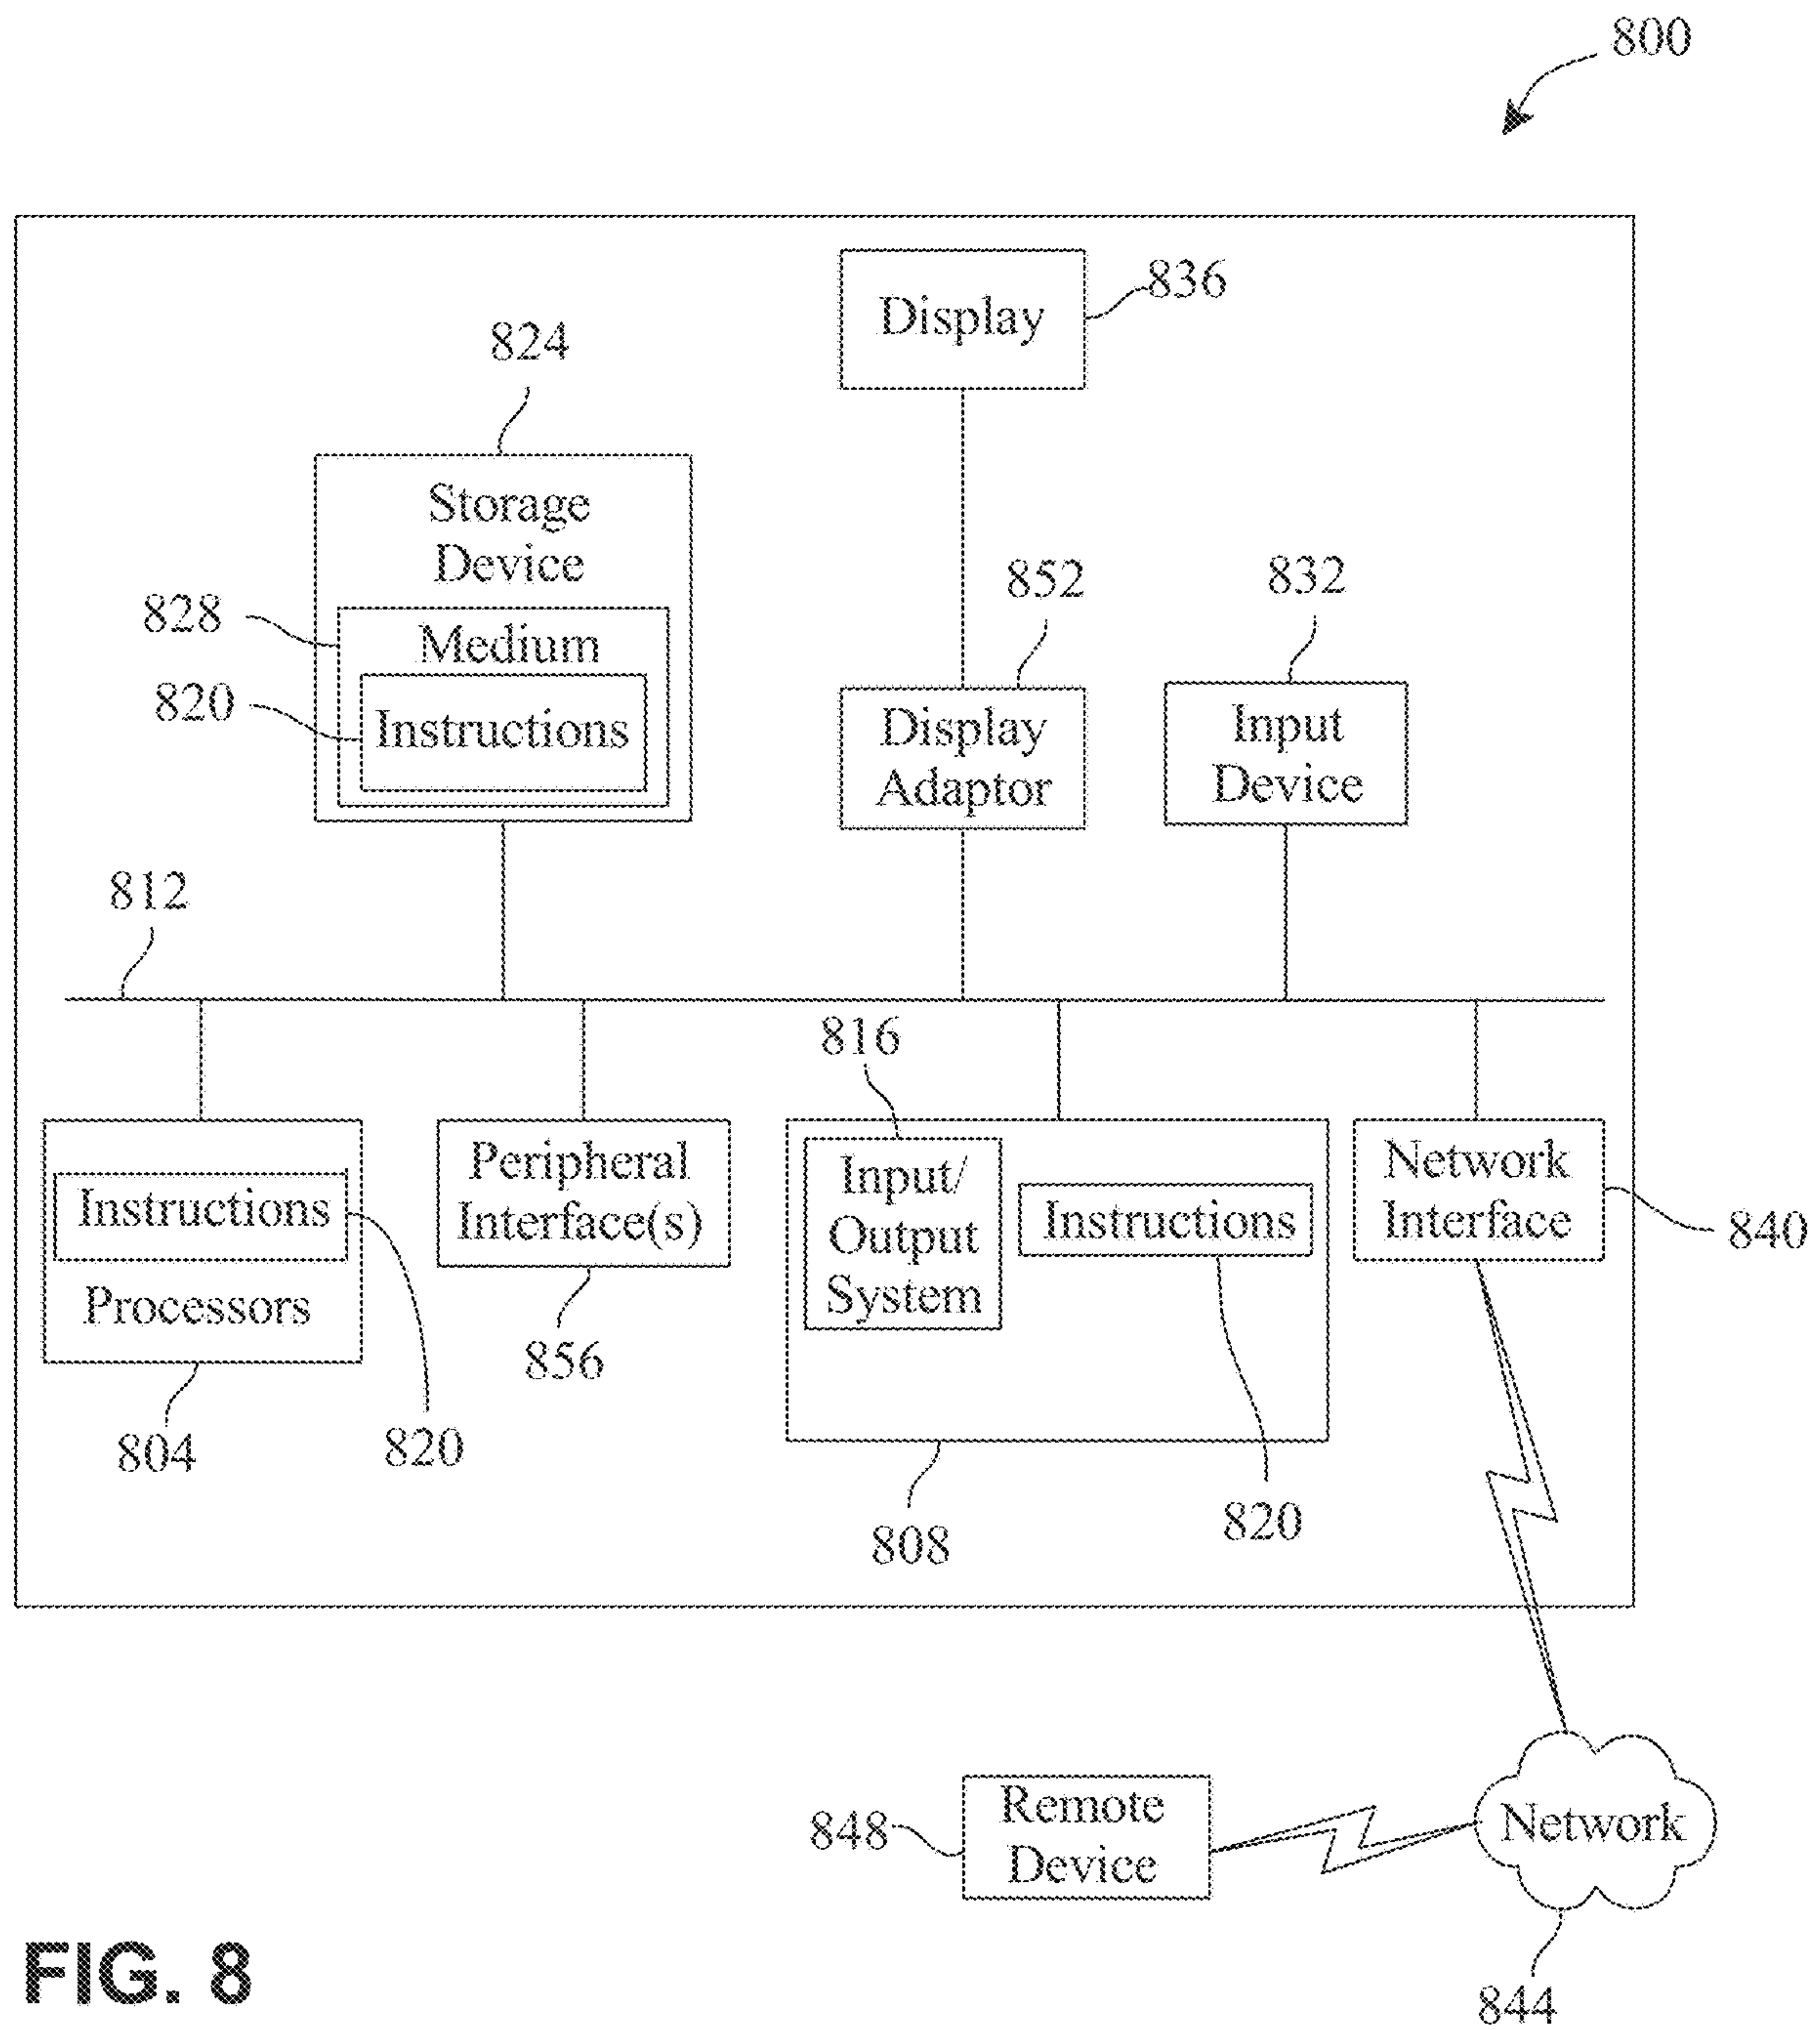 800
Display
836
824
Storage
Device
828
Medium
820
Instructions
852
Display
Adaptor
832
Input
Device
812
816
Instructions
Processors
804
820
Peripheral
Interface(s)
856
Input/
Output
System
Instructions
808
820
Network
Interface
840
848
Remote
Device
Network
844
FIG. 8